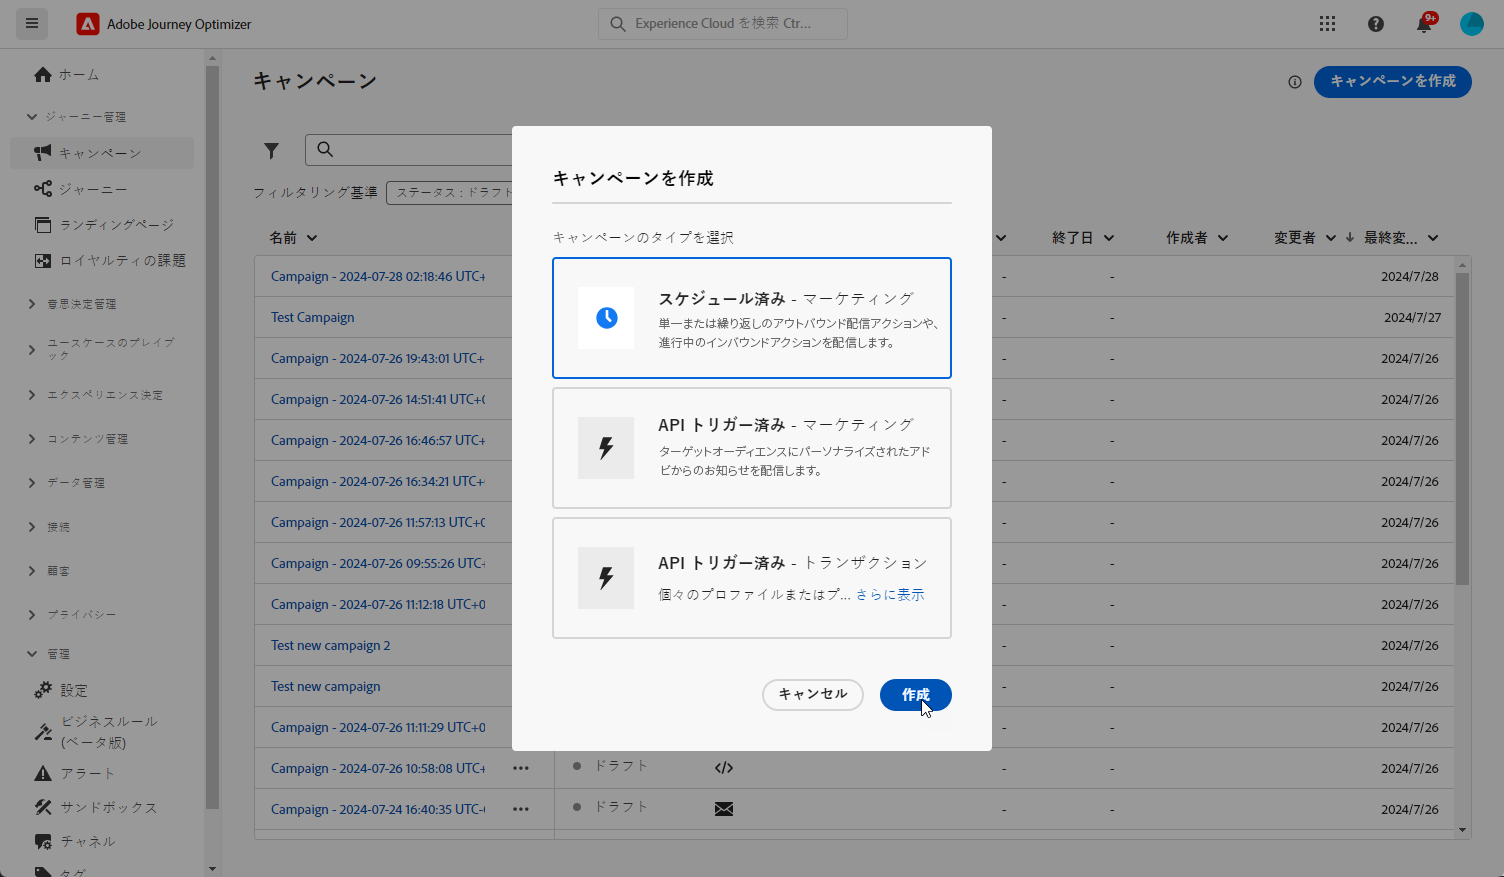 Adobe Journey Optimizer
Experience Cloud を検索 Ctr...
9+
ホーム
ジャーニー管理
キャンペーン
ジャーニー
ランディングページ
ロイヤルティの課題
意思決定管理
ユースケースのプレイブ
ック
エクスペリエンス決定
コンテンツ管理
データ管理
接続
顧客
プライバシー
管理
設定
ビジネスルール
(ベータ版)
アラート
サンドボックス
チャネル
タグ
キャンペーン
キャンペーンを作成
フィルタリング基準
ステータス : ドラフト
名前
終了日
作成者
変更者
最終変...
Campaign - 2024-07-28 02:18:46 UTC+
-
-
2024/7/28
Test Campaign
-
-
2024/7/27
Campaign - 2024-07-26 19:43:01 UTC+
-
-
2024/7/26
Campaign - 2024-07-26 14:51:41 UTC+0
-
-
2024/7/26
Campaign - 2024-07-26 16:46:57 UTC+
-
-
2024/7/26
Campaign - 2024-07-26 16:34:21 UTC+
-
-
2024/7/26
Campaign - 2024-07-26 11:57:13 UTC+0
-
-
2024/7/26
Campaign - 2024-07-26 09:55:26 UTC+
-
-
2024/7/26
Campaign - 2024-07-26 11:12:18 UTC+0
-
-
2024/7/26
Test new campaign 2
-
-
2024/7/26
Test new campaign
-
-
2024/7/26
Campaign - 2024-07-26 11:11:29 UTC+0
-
-
2024/7/26
Campaign - 2024-07-26 10:58:08 UTC+
ドラフト
-
-
2024/7/26
Campaign - 2024-07-24 16:40:35 UTC-
ドラフト
-
-
2024/7/26
キャンペーンを作成
キャンペーンのタイプを選択
スケジュール済み - マーケティング
単一または繰り返しのアウトバウンド配信アクションや、
進行中のインバウンドアクションを配信します。
API トリガー済み - マーケティング
ターゲットオーディエンスにパーソナライズされたアド
ビからのお知らせを配信します。
API トリガー済み - トランザクション
個々のプロファイルまたはプ... さらに表示
キャンセル
作成